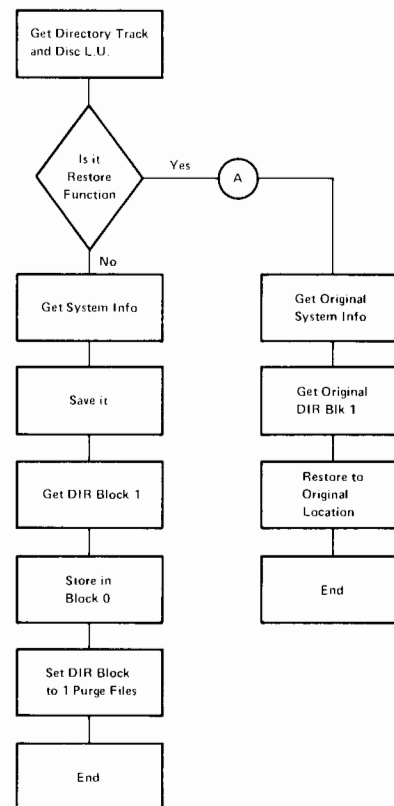 Get Directory Track
and Disc L.U.
Is it
Restore
Function
Yes
A
No
Get System Info
Save it
Get DIR Block 1
Store in
Block 0
Set DIR Block
to 1 Purge Files
End
Get Original
System Info
Get Original
DIR Blk 1
Restore to
Original
Location
End